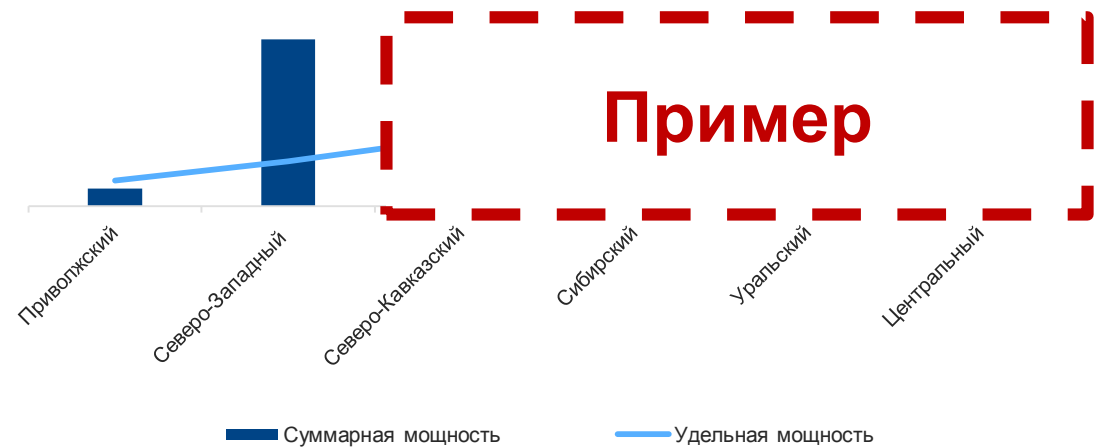 Пример
Приволжский
Северо-Западный
Северо-Кавказский
Сибирский
Уральский
Центральный
Суммарная мощность
Удельная мощность